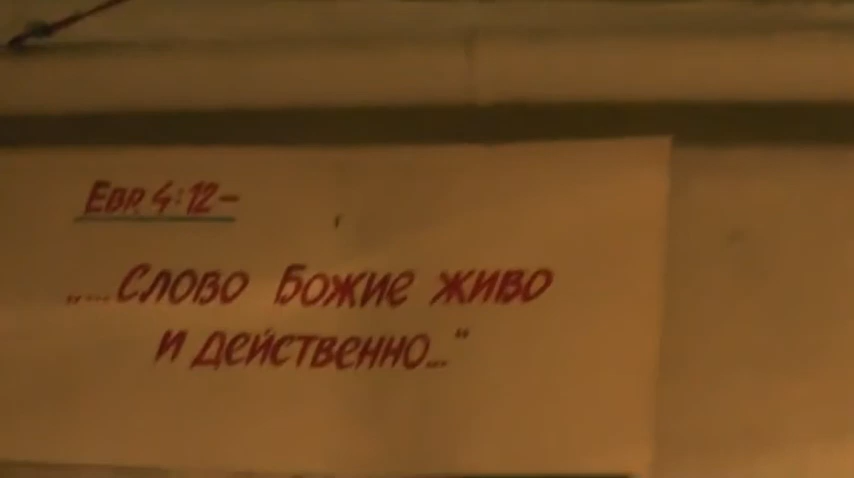 Евр. 4:12–
„...Слово Божие живо
и действенно...“